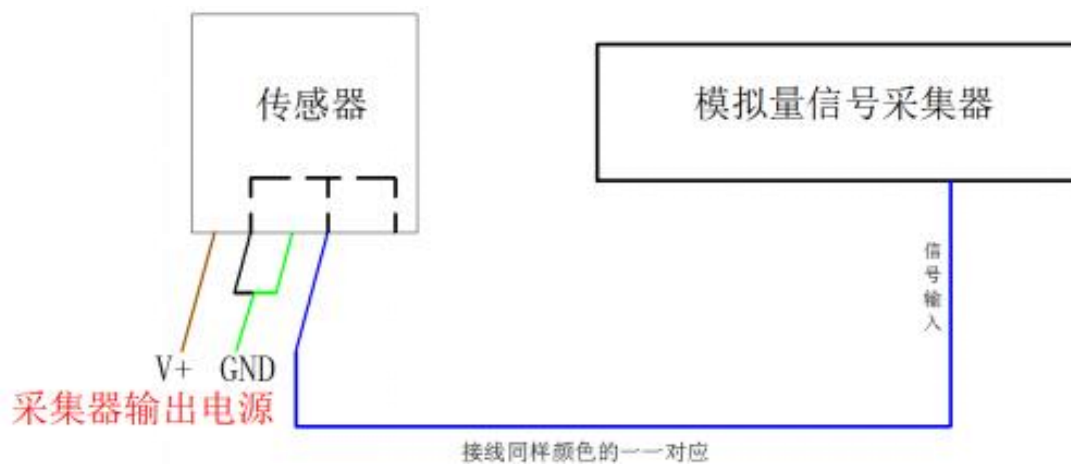 传感器
模拟量信号采集器
信号输入
V+ GND
采集器输出电源
接线同样颜色的一一对应